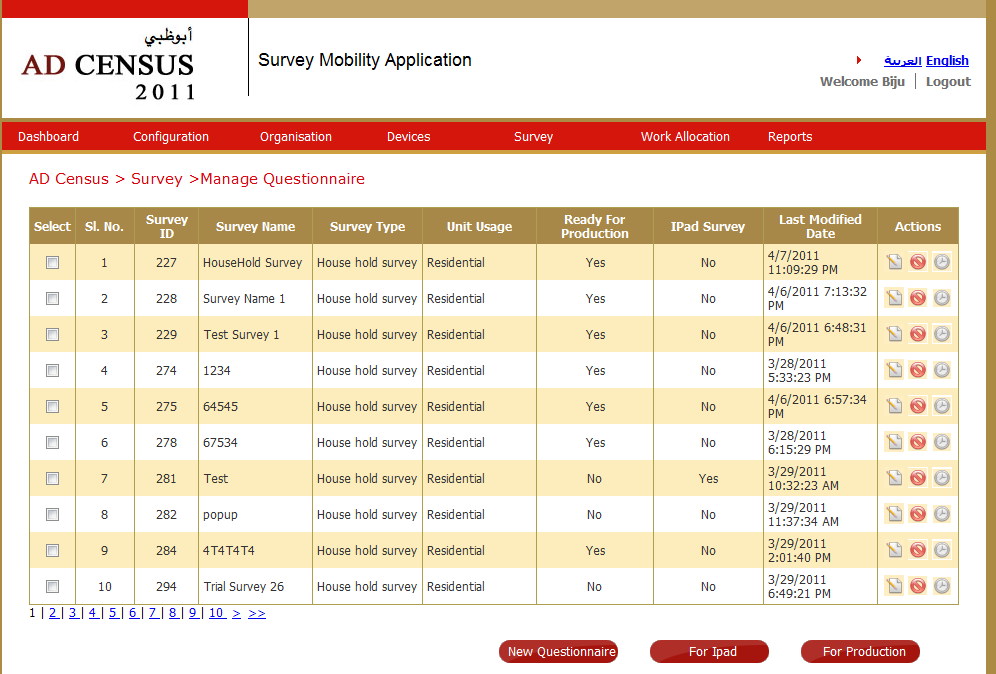 أبوظبي
AD CENSUS
2011
Survey Mobility Application
العربية English
Welcome Biju | Logout
Dashboard Configuration Organisation Devices Survey Work Allocation Reports
AD Census > Survey >Manage Questionnaire
Select Sl. No. Survey ID Survey Name Survey Type Unit Usage Ready For Production IPad Survey Last Modified Date Actions
1 227 HouseHold Survey House hold survey Residential Yes No 4/7/2011 11:09:29 PM
2 228 Survey Name 1 House hold survey Residential Yes No 4/6/2011 7:13:32 PM
3 229 Test Survey 1 House hold survey Residential Yes No 4/6/2011 6:48:31 PM
4 274 1234 House hold survey Residential Yes No 3/28/2011 5:33:23 PM
5 275 64545 House hold survey Residential Yes No 4/6/2011 6:57:34 PM
6 278 67534 House hold survey Residential Yes No 3/28/2011 6:15:29 PM
7 281 Test House hold survey Residential No Yes 3/29/2011 10:32:23 AM
8 282 popup House hold survey Residential No No 3/29/2011 11:37:34 AM
9 284 4T4T4T4 House hold survey Residential Yes No 3/29/2011 2:01:40 PM
10 294 Trial Survey 26 House hold survey Residential No No 3/29/2011 6:49:21 PM
1 | 2 | 3 | 4 | 5 | 6 | 7 | 8 | 9 | 10 > >>
New Questionnaire For Ipad For Production